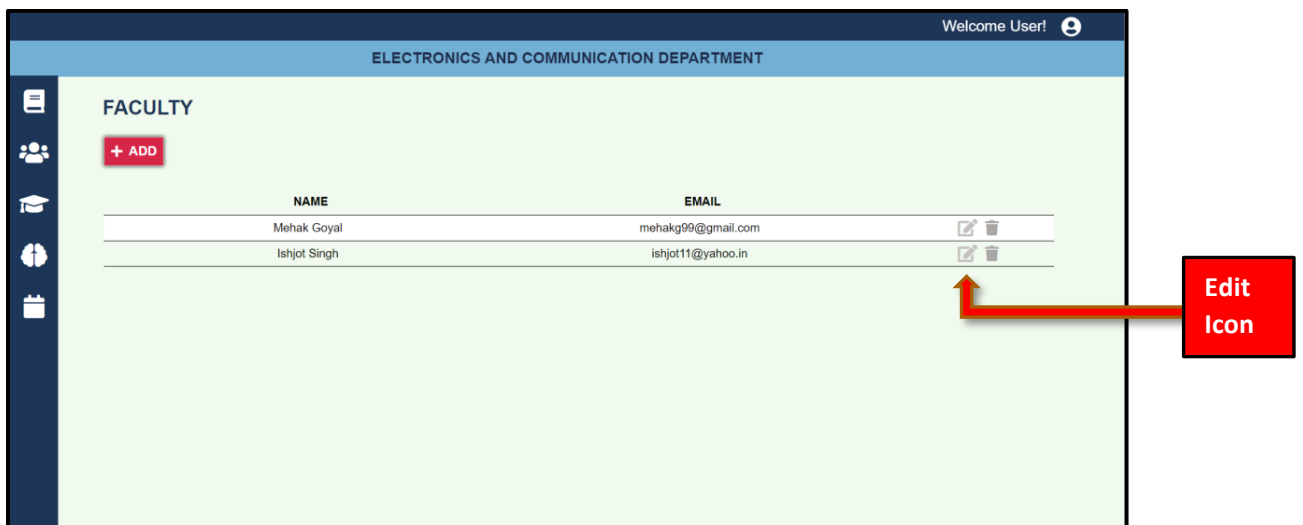 Welcome User!
ELECTRONICS AND COMMUNICATION DEPARTMENT
FACULTY
+ ADD
NAME EMAIL
Mehak Goyal mehakg99@gmail.com
Ishjot Singh ishjot11@yahoo.in
Edit
Icon